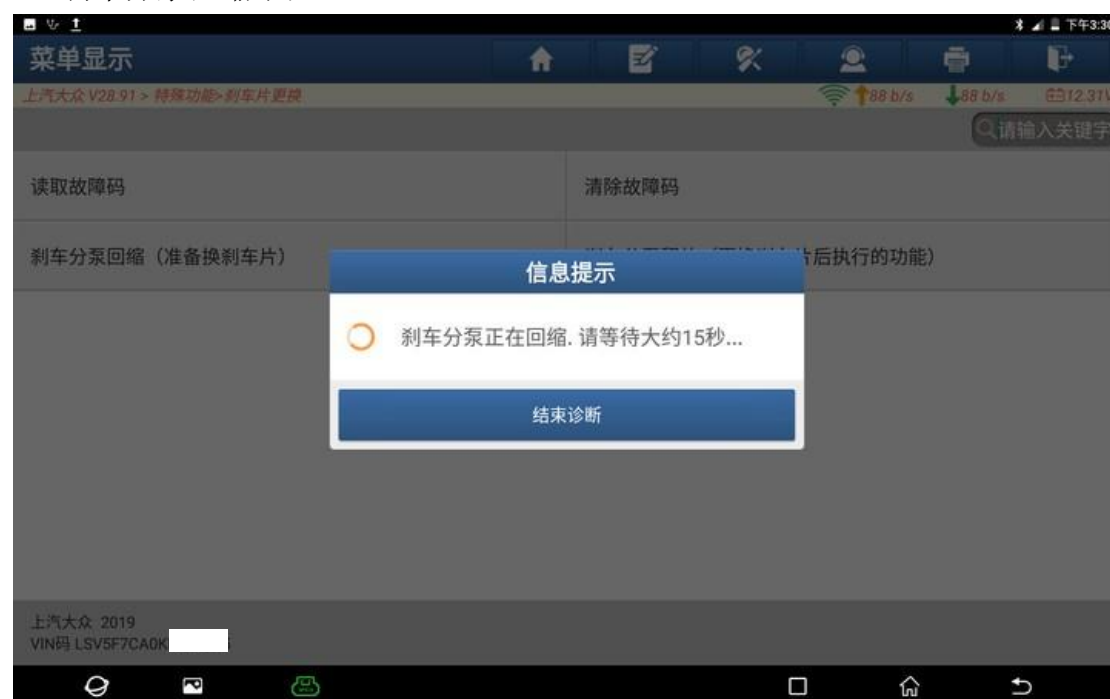 下午3:30
菜单显示
上汽大众 V28.91 > 特殊功能>刹车片更换
88 b/s
88 b/s
12.31V
请输入关键字
读取故障码
清除故障码
刹车分泵回缩（准备换刹车片）
片后执行的功能）
信息提示
刹车分泵正在回缩. 请等待大约15秒...
结束诊断
上汽大众 2019
VIN码 LSV5F7CA0K